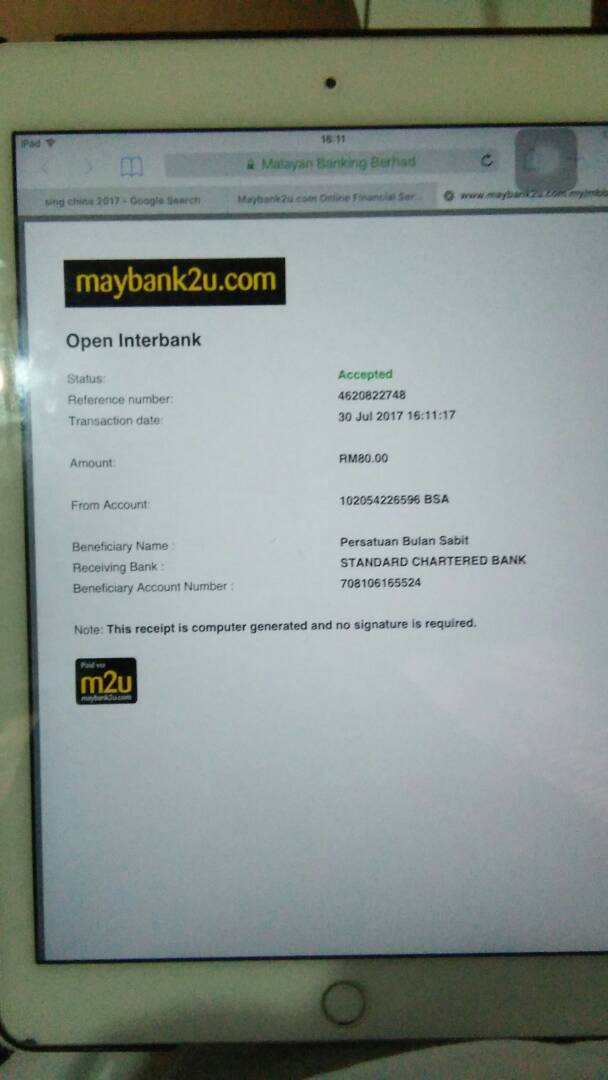 iPad 16:11
Malayan Banking Berhad
sing china 2017 - Google Search Maybank2u.com Online Financial Ser... www.maybank2u.com.my/mbb
maybank2u.com
Open Interbank
Status: Accepted
Reference number: 4620822748
Transaction date: 30 Jul 2017 16:11:17
Amount: RM80.00
From Account: 102054226596 BSA
Beneficiary Name : Persatuan Bulan Sabit
Receiving Bank : STANDARD CHARTERED BANK
Beneficiary Account Number : 708106165524
Note: This receipt is computer generated and no signature is required.
Paid via
m2u
maybank2u.com